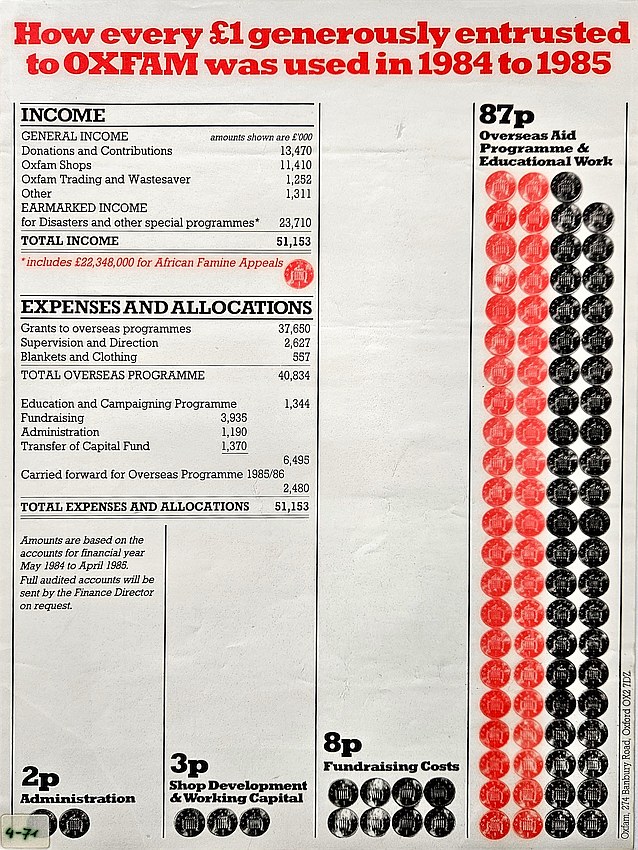 How every £1 generously entrusted
to OXFAM was used in 1984 to 1985
INCOME
GENERAL INCOME amounts shown are £'000
Donations and Contributions 13,470
Oxfam Shops 11,410
Oxfam Trading and Wastesaver 1,252
Other 1,311
EARMARKED INCOME
for Disasters and other special programmes* 23,710
TOTAL INCOME 51,153
*includes £22,348,000 for African Famine Appeals
EXPENSES AND ALLOCATIONS
Grants to overseas programmes 37,650
Supervision and Direction 2,627
Blankets and Clothing 557
TOTAL OVERSEAS PROGRAMME 40,834
Education and Campaigning Programme 1,344
Fundraising 3,935
Administration 1,190
Transfer of Capital Fund 1,370
6,495
Carried forward for Overseas Programme 1985/86
2,480
TOTAL EXPENSES AND ALLOCATIONS 51,153
Amounts are based on the
accounts for financial year
May 1984 to April 1985.
Full audited accounts will be
sent by the Finance Director
on request.
2p
Administration
3p
Shop Development
& Working Capital
8p
Fundraising Costs
87p
Overseas Aid
Programme &
Educational Work
Oxfam, 274 Banbury Road, Oxford OX2 7DZ
4-71